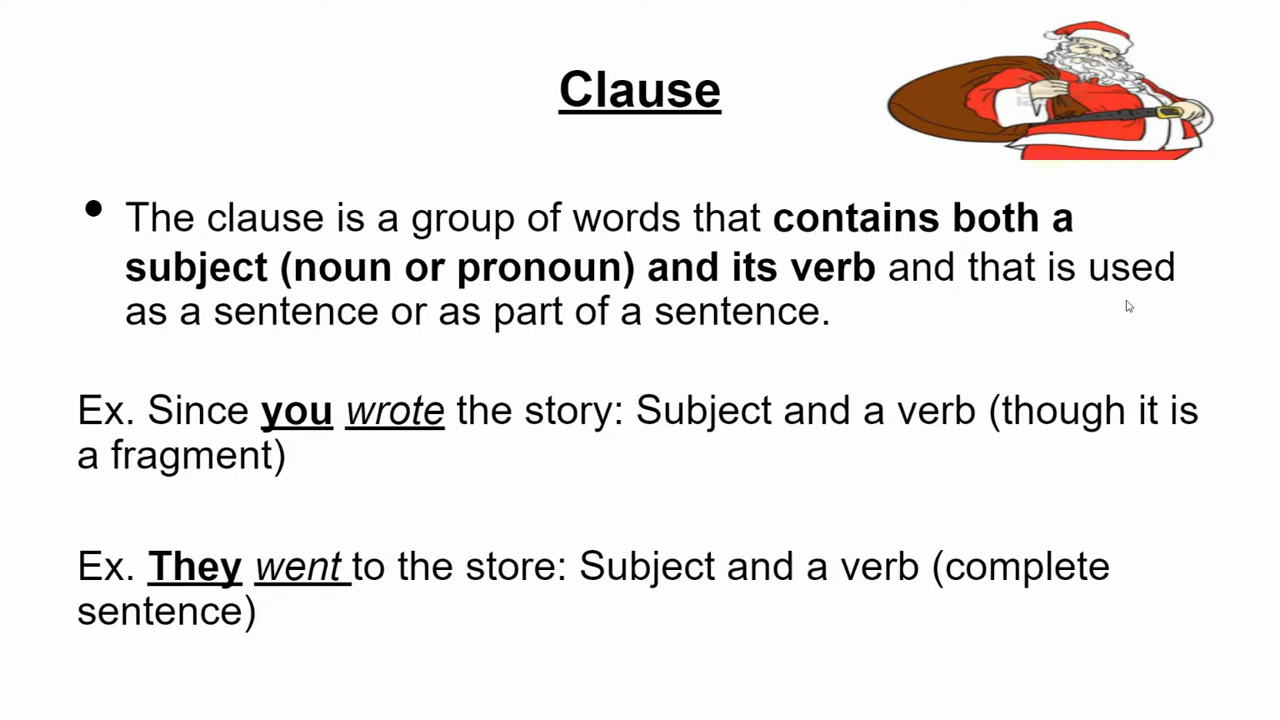 Clause
• The clause is a group of words that contains both a
subject (noun or pronoun) and its verb and that is used
as a sentence or as part of a sentence.
Ex. Since you wrote the story: Subject and a verb (though it is
a fragment)
Ex. They went to the store: Subject and a verb (complete
sentence)